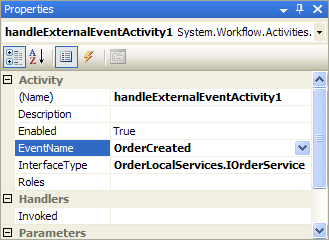 Properties
handleExternalEventActivity1 System.Workflow.Activities.
Activity
(Name) handleExternalEventActivity1
Description
Enabled True
EventName OrderCreated
InterfaceType OrderLocalServices.IOrderService
Roles
Handlers
Invoked
Parameters